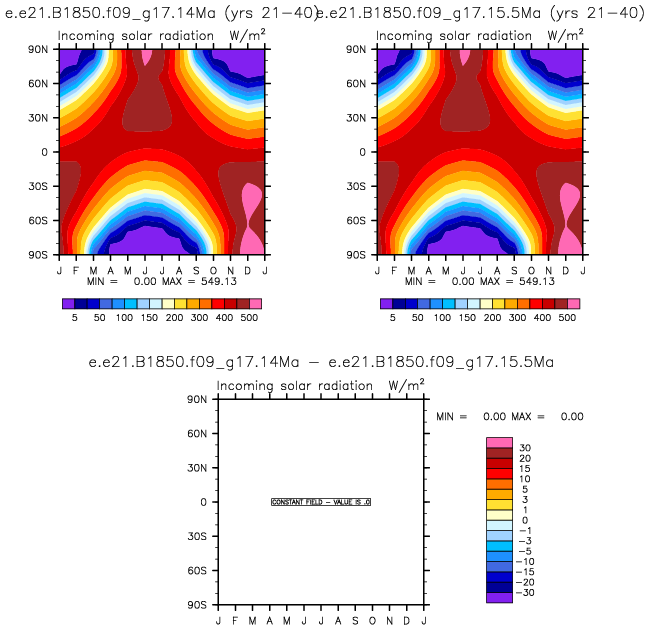 e.e21.B1850.f09_g17.14Ma (yrs 21-40)
e.e21.B1850.f09_g17.15.5Ma (yrs 21-40)
Incoming solar radiation W/m²
Incoming solar radiation W/m²
90N
60N
30N
0
30S
60S
90S
J F M A M J J A S O N D J
MIN = 0.00 MAX = 549.13
5 50 100 150 200 300 400 500
90N
60N
30N
0
30S
60S
90S
J F M A M J J A S O N D J
MIN = 0.00 MAX = 549.13
5 50 100 150 200 300 400 500
e.e21.B1850.f09_g17.14Ma - e.e21.B1850.f09_g17.15.5Ma
Incoming solar radiation W/m²
MIN = 0.00 MAX = 0.00
90N
60N
30N
0
30S
60S
90S
CONSTANT FIELD - VALUE IS .0
J F M A M J J A S O N D J
30
20
15
10
5
3
1
0
-1
-3
-5
-10
-15
-20
-30